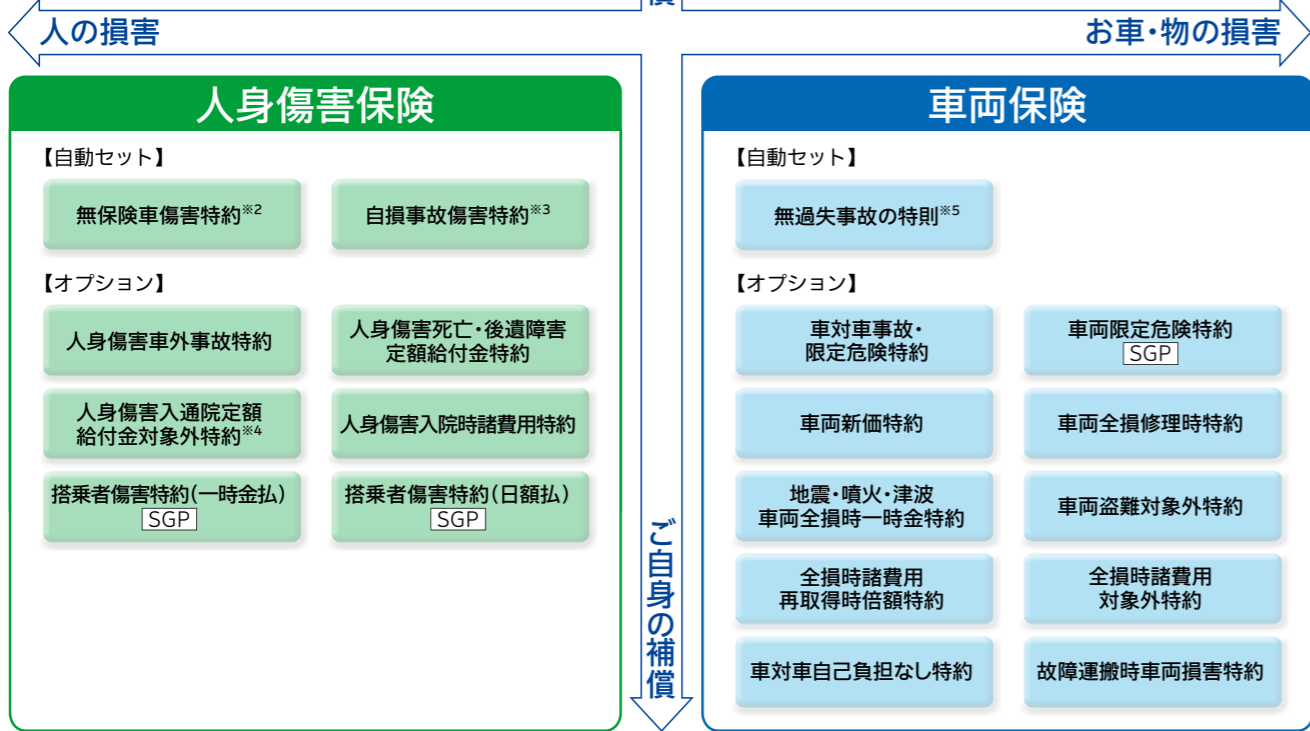 償
人の損害
お車・物の損害
人身傷害保険
【自動セット】
無保険車傷害特約※2
自損事故傷害特約※3
【オプション】
人身傷害車外事故特約
人身傷害死亡・後遺障害
定額給付金特約
人身傷害入通院定額
給付金対象外特約※4
人身傷害入院時諸費用特約
搭乗者傷害特約(一時金払)
SGP
搭乗者傷害特約(日額払)
SGP
ご自身の補償
車両保険
【自動セット】
無過失事故の特則※5
【オプション】
車対車事故・
限定危険特約
車両限定危険特約
SGP
車両新価特約
車両全損修理時特約
地震・噴火・津波
車両全損時一時金特約
車両盗難対象外特約
全損時諸費用
再取得時倍額特約
全損時諸費用
対象外特約
車対車自己負担なし特約
故障運搬時車両損害特約